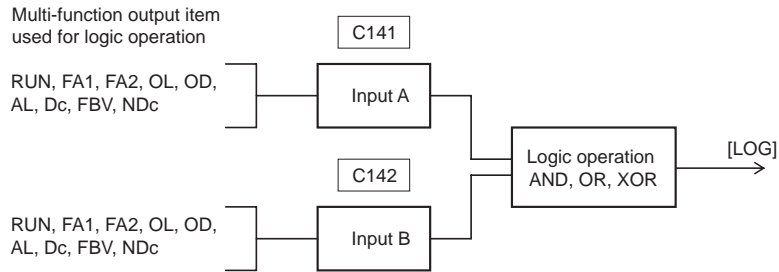 Multi-function output item
used for logic operation
C141
RUN, FA1, FA2, OL, OD,
AL, Dc, FBV, NDc
Input A
Logic operation
AND, OR, XOR
[LOG]
C142
RUN, FA1, FA2, OL, OD,
AL, Dc, FBV, NDc
Input B